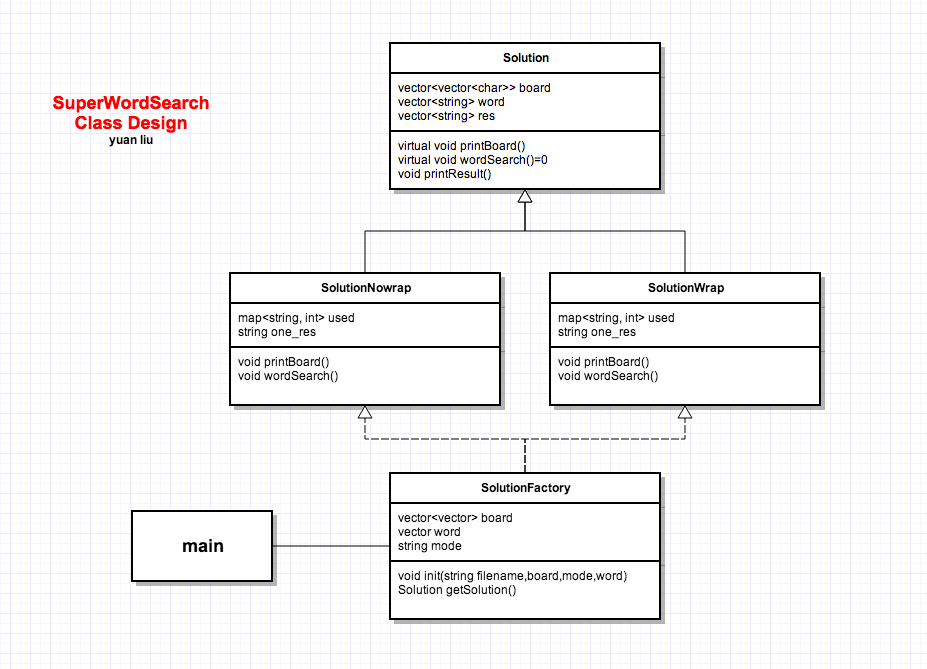 SuperWordSearch
Class Design
yuan liu
Solution
vector<vector<char>> board
vector<string> word
vector<string> res
virtual void printBoard()
virtual void wordSearch()=0
void printResult()
SolutionNowrap
map<string, int> used
string one_res
void printBoard()
void wordSearch()
SolutionWrap
map<string, int> used
string one_res
void printBoard()
void wordSearch()
SolutionFactory
vector<vector> board
vector word
string mode
void init(string filename,board,mode,word)
Solution getSolution()
main